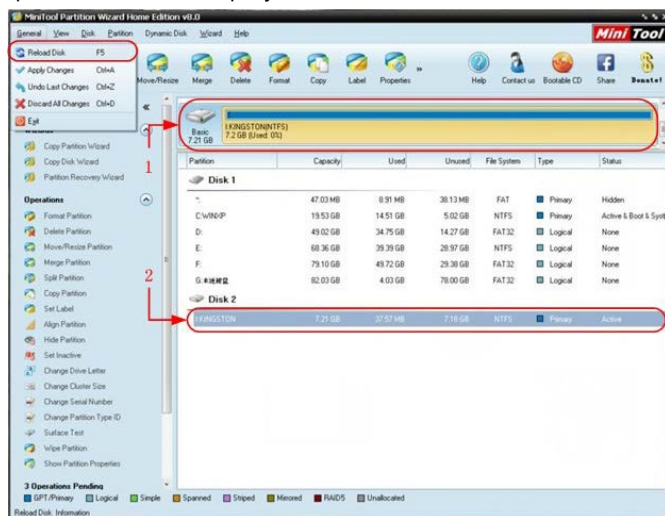 MiniTool Partition Wizard Home Edition v8.0
General View Disk Partition Dynamic Disk Wizard Help
Mini Tool
Reload Disk F5
Apply Changes Ctrl+A
Undo Last Changes Ctrl+Z
Discard All Changes Ctrl+D
Exit
Move/Resize Merge Delete Format Copy Label Properties » Help Contact us Bootable CD Share Donate!
«
Basic
7.21 GB
I:KINGSTON(NTFS)
7.2 GB (Used: 0%)
1
Copy Partition Wizard
Copy Disk Wizard
Partition Recovery Wizard
Operations
Format Partition
Delete Partition
Move/Resize Partition
Merge Partition
Split Partition
Copy Partition
Set Label
Align Partition
Hide Partition
Set Inactive
Change Drive Letter
Change Cluster Size
Change Serial Number
Change Partition Type ID
Surface Test
Wipe Partition
Show Partition Properties
3 Operations Pending
2
Partition Capacity Used Unused File System Type Status
Disk 1
*: 47.03 MB 8.91 MB 38.13 MB FAT Primary Hidden
C:WINXP 19.53 GB 14.51 GB 5.02 GB NTFS Primary Active & Boot & Syst
D: 49.02 GB 34.75 GB 14.27 GB FAT32 Logical None
E: 68.36 GB 39.39 GB 28.97 GB NTFS Logical None
F: 79.10 GB 49.72 GB 29.38 GB FAT32 Logical None
G: 82.03 GB 4.03 GB 78.00 GB FAT32 Logical None
Disk 2
I:KINGSTON 7.21 GB 37.57 MB 7.18 GB NTFS Primary Active
GPT/Primary Logical Simple Spanned Striped Mirrored RAID5 Unallocated
Reload Disk Information